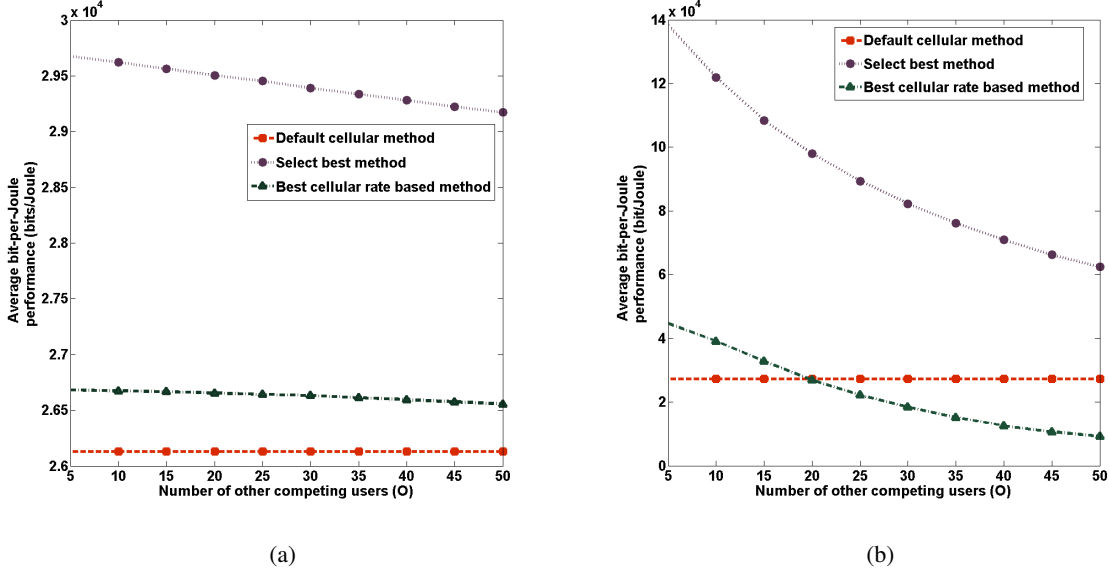 x 10⁴
3
2.95
2.9
2.85
2.8
2.75
2.7
2.65
2.6
Average bit-per-Joule
performance (bits/Joule)
Default cellular method
Select best method
Best cellular rate based method
5 10 15 20 25 30 35 40 45 50
Number of other competing users (O)
(a)
x 10⁴
14
12
10
8
6
4
2
0
Average bit-per-Joule
performance (bit/Joule)
Default cellular method
Select best method
Best cellular rate based method
5 10 15 20 25 30 35 40 45 50
Number of other competing users (O)
(b)